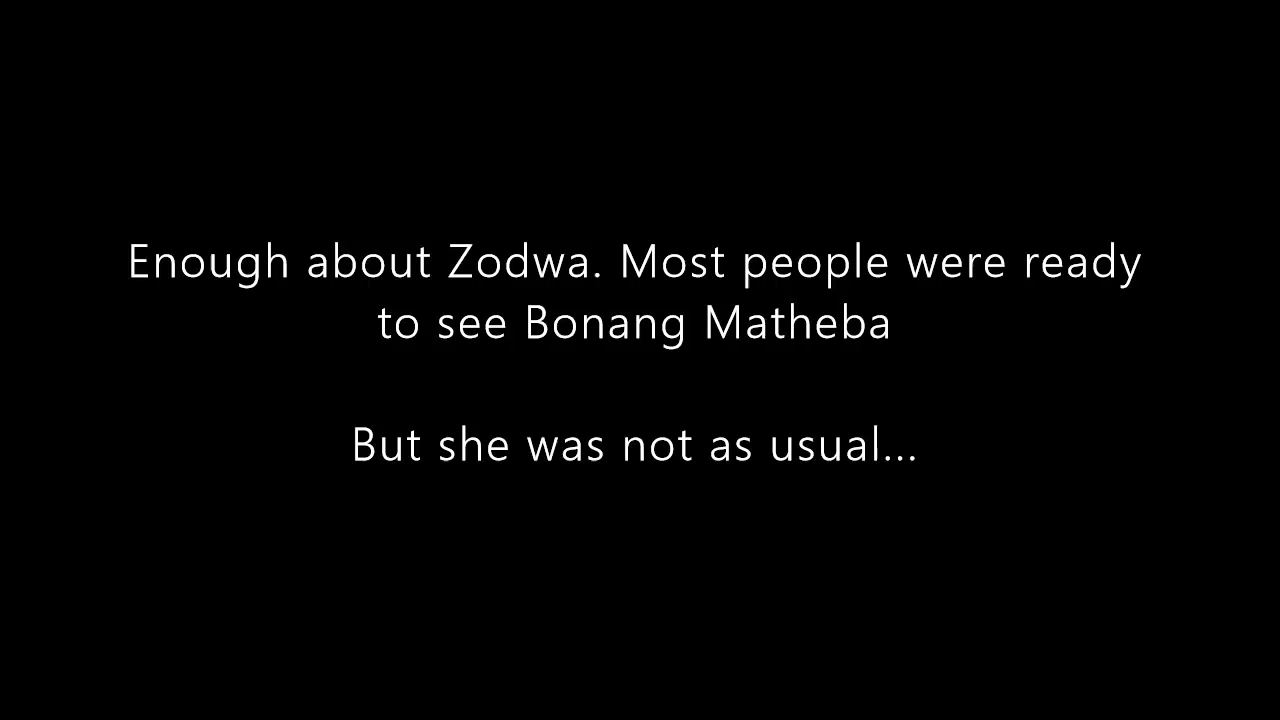 Enough about Zodwa. Most people were ready
to see Bonang Matheba
But she was not as usual...